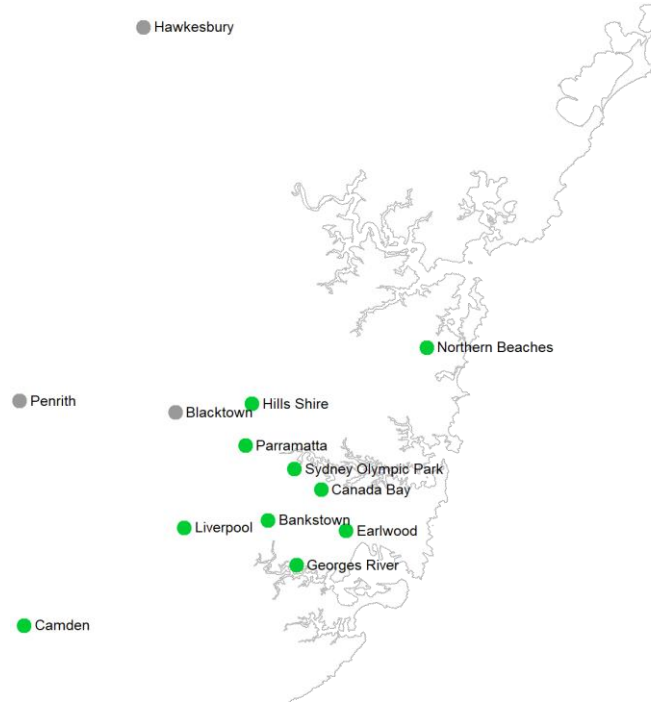 Hawkesbury
Northern Beaches
Penrith
Hills Shire
Blacktown
Parramatta
Sydney Olympic Park
Canada Bay
Bankstown
Liverpool
Earlwood
Georges River
Camden